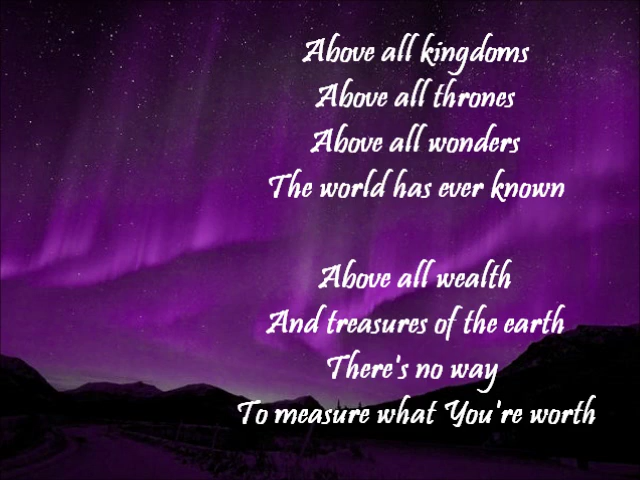 Above all kingdoms
Above all thrones
Above all wonders
The world has ever known
Above all wealth
And treasures of the earth
There's no way
To measure what You're worth